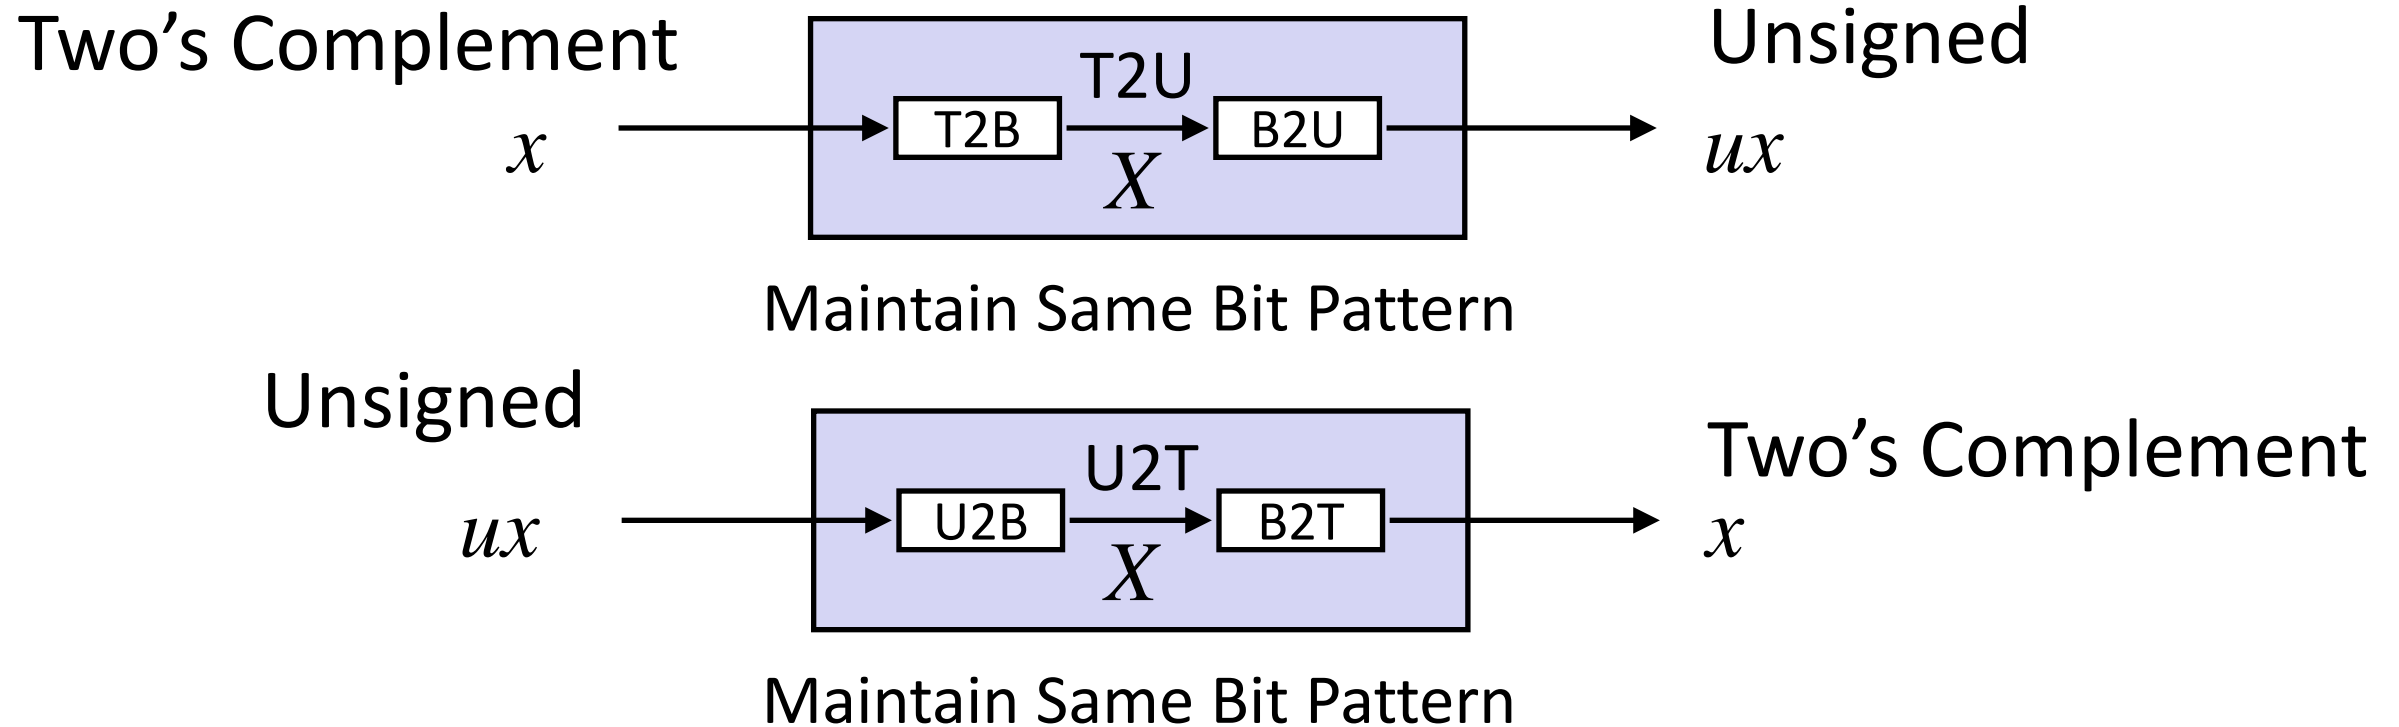 Two’s Complement
Unsigned
T2U
T2B
B2U
x
X
ux
Maintain Same Bit Pattern
Unsigned
Two’s Complement
U2T
U2B
B2T
ux
X
x
Maintain Same Bit Pattern